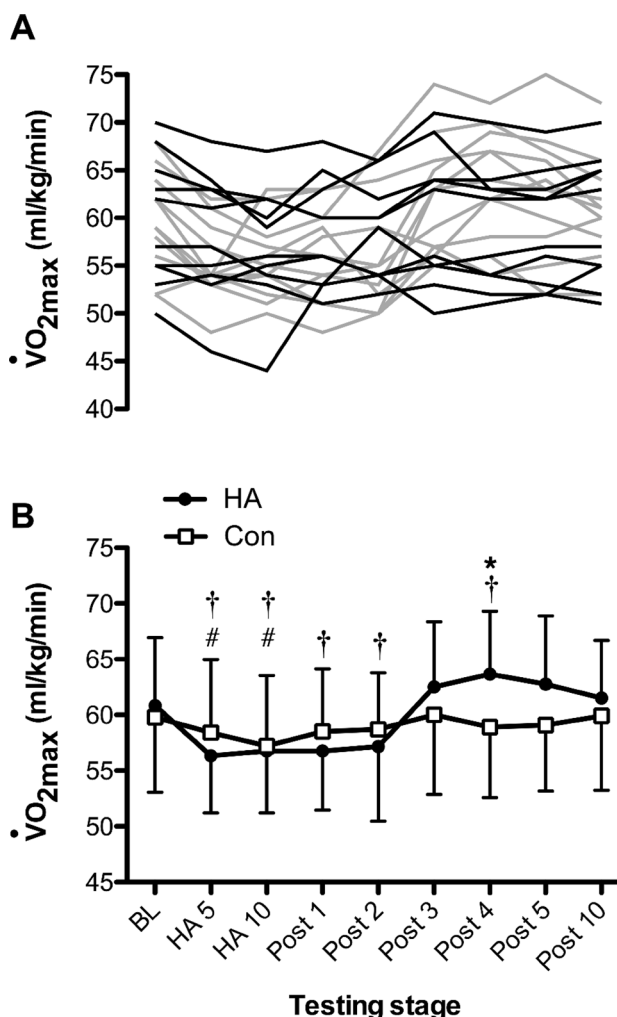 A
V̇O2max (ml/kg/min)
75
70
65
60
55
50
45
40
HA
Con
B
V̇O2max (ml/kg/min)
75
70
65
60
55
50
45
* 
† † † † †
# #
BL
HA 5
HA 10
Post 1
Post 2
Post 3
Post 4
Post 5
Post 10
Testing stage